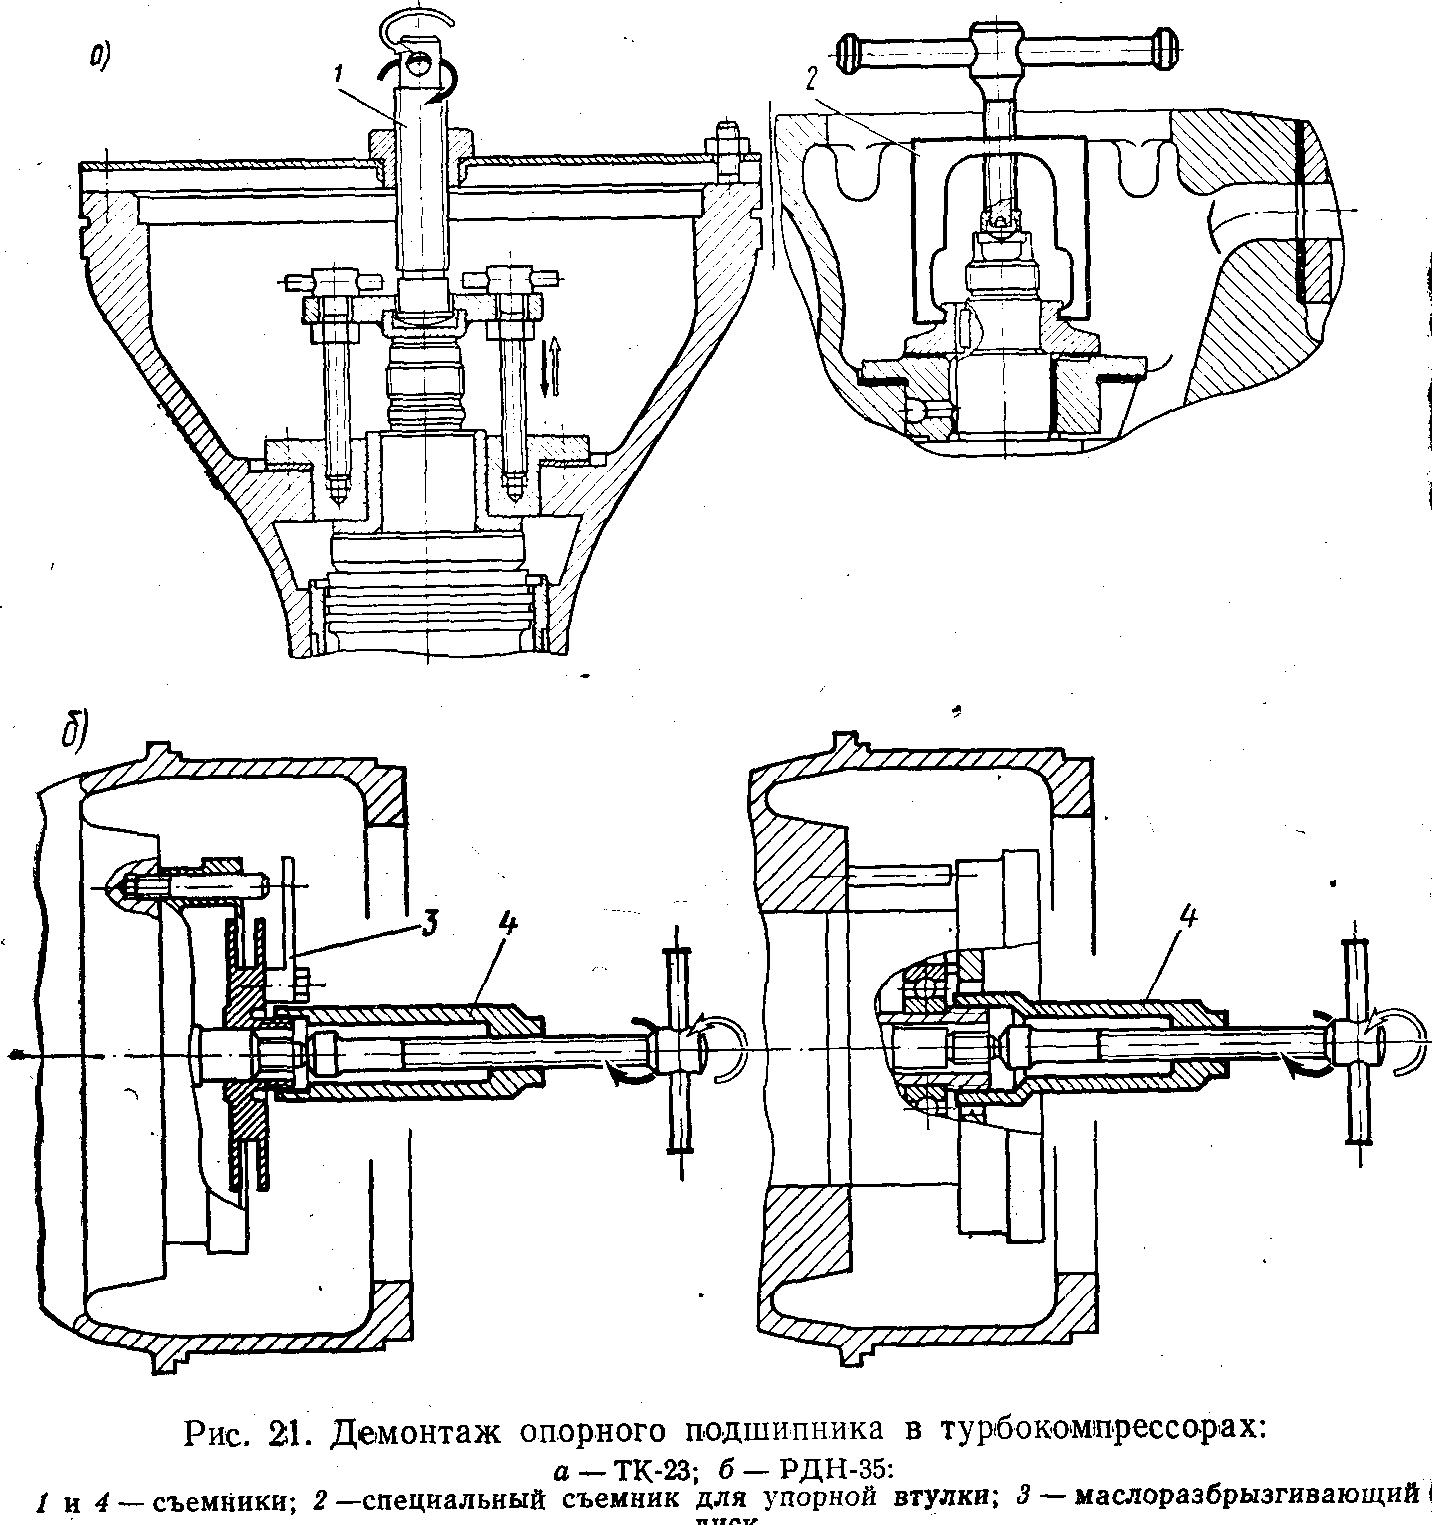 а)
1
2
б)
3
4
4
Рис. 21. Демонтаж опорного подшипника в турбокомпрессорах:
а — ТК-23; б — РДН-35:
1 и 4 — съемники; 2 — специальный съемник для упорной втулки; 3 — маслоразбрызгивающий
диск